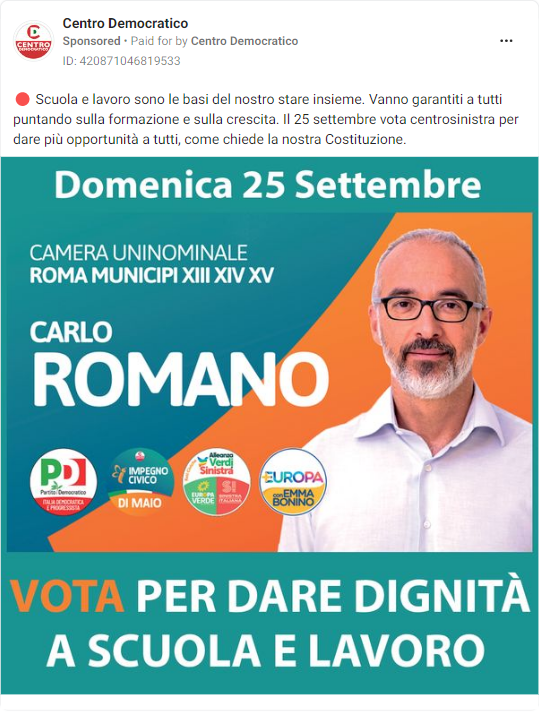 Centro Democratico
Sponsored • Paid for by Centro Democratico
ID: 420871046819533
CENTRO
DEMOCRATICO
🔴 Scuola e lavoro sono le basi del nostro stare insieme. Vanno garantiti a tutti
puntando sulla formazione e sulla crescita. Il 25 settembre vota centrosinistra per
dare più opportunità a tutti, come chiede la nostra Costituzione.
Domenica 25 Settembre
CAMERA UNINOMINALE
ROMA MUNICIPI XIII XIV XV
CARLO
ROMANO
PD
Partito Democratico
ITALIA DEMOCRATICA
E PROGRESSISTA
IMPEGNO
CIVICO
DI MAIO
Alleanza
Verdi
Sinistra
EUROPA
VERDE
SI
SINISTRA
ITALIANA
+EUROPA
con EMMA
BONINO
VOTA PER DARE DIGNITÀ
A SCUOLA E LAVORO